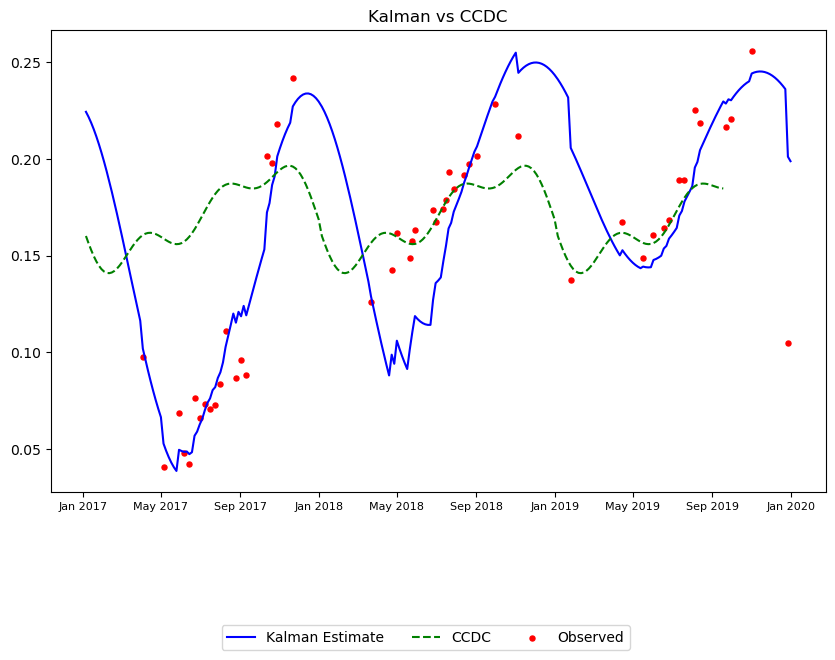 Kalman vs CCDC
0.25
0.20
0.15
0.10
0.05
Jan 2017 May 2017 Sep 2017 Jan 2018 May 2018 Sep 2018 Jan 2019 May 2019 Sep 2019 Jan 2020
Kalman Estimate CCDC Observed